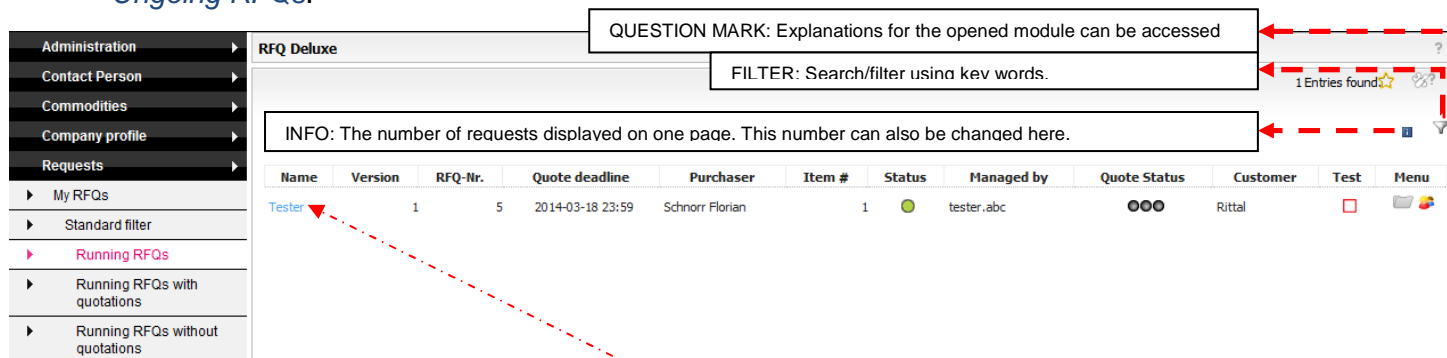 Ongoing RFQs.
QUESTION MARK: Explanations for the opened module can be accessed
Administration
RFQ Deluxe
?
Contact Person
FILTER: Search/filter using key words.
1 Entries found
Commodities
Company profile
INFO: The number of requests displayed on one page. This number can also be changed here.
Requests
Name Version RFQ-Nr. Quote deadline Purchaser Item # Status Managed by Quote Status Customer Test Menu
My RFQs
Tester 1 5 2014-03-18 23:59 Schnorr Florian 1 tester.abc Rittal
Standard filter
Running RFQs
Running RFQs with
quotations
Running RFQs without
quotations